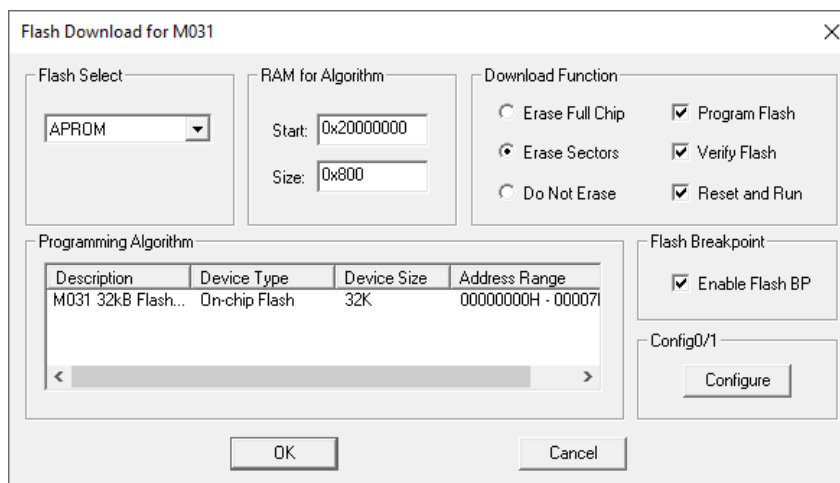 Flash Download for M031
Flash Select
APROM
RAM for Algorithm
Start: 0x20000000
Size: 0x800
Download Function
Erase Full Chip
Erase Sectors
Do Not Erase
Program Flash
Verify Flash
Reset and Run
Programming Algorithm
Description Device Type Device Size Address Range
M031 32kB Flash... On-chip Flash 32K 00000000H - 00007
Flash Breakpoint
Enable Flash BP
Config0/1
Configure
OK
Cancel